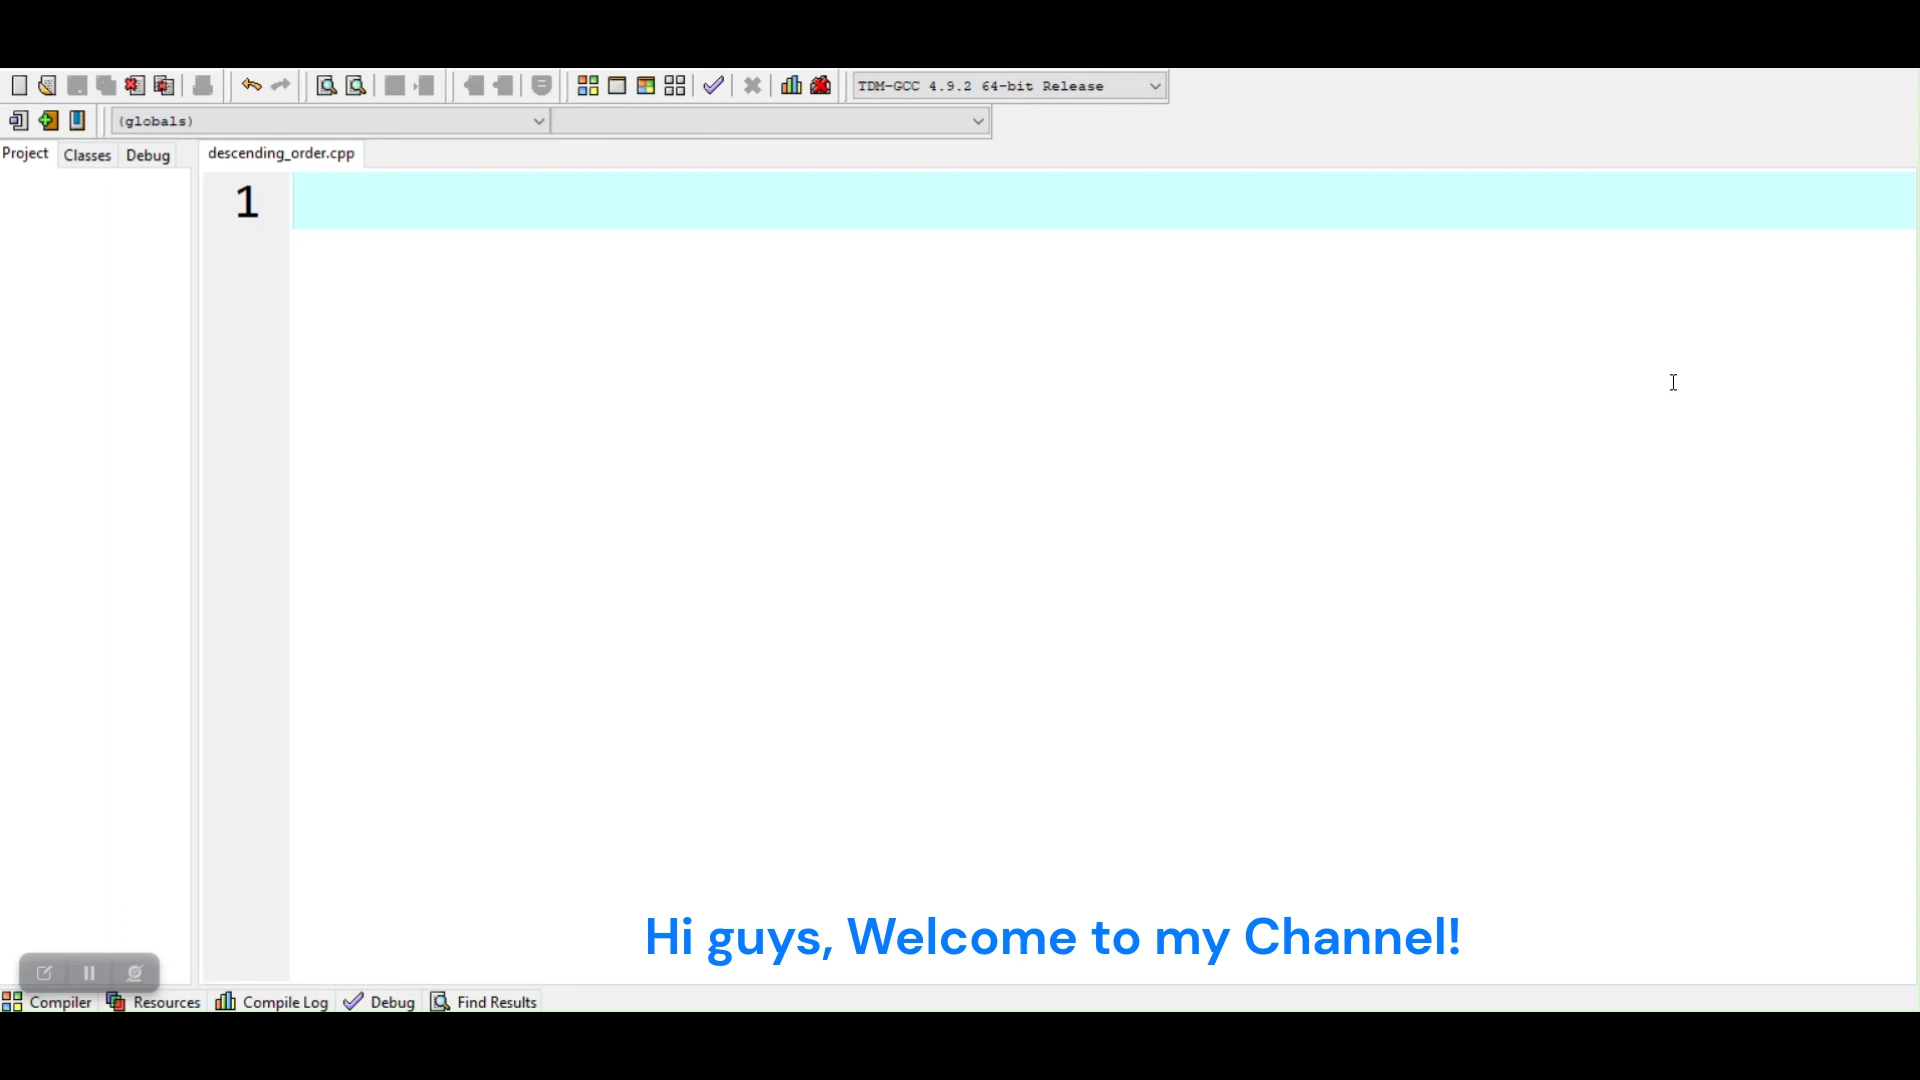 TDM-GCC 4.9.2 64-bit Release
(globals)
Project Classes Debug
descending_order.cpp
1
Hi guys, Welcome to my Channel!
Compiler Resources Compile Log Debug Find Results